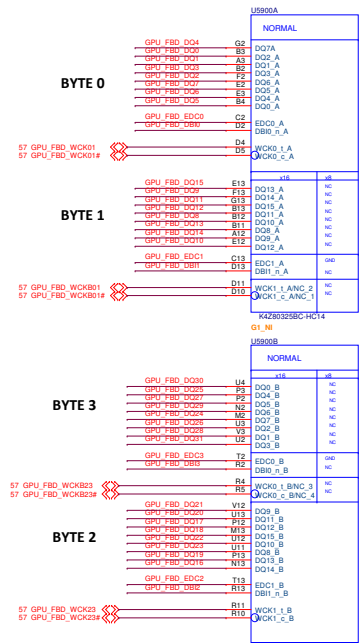 U5900A
NORMAL
BYTE 0
GPU_FBD_DQ4 G2 DQ7A
GPU_FBD_DQ0 B3 DQ2_A
GPU_FBD_DQ1 A3 DQ1_A
GPU_FBD_DQ3 B2 DQ3_A
GPU_FBD_DQ2 F2 DQ6_A
GPU_FBD_DQ7 E2 DQ5_A
GPU_FBD_DQ6 E3 DQ4_A
GPU_FBD_DQ5 B4 DQ0_A
GPU_FBD_EDC0 C2 EDC0_A
GPU_FBD_DBI0 D2 DBI0_n_A
57 GPU_FBD_WCK01 D4 WCK0_t_A
57 GPU_FBD_WCK01# D5 WCK0_c_A
x16 x8
BYTE 1
GPU_FBD_DQ15 E13 DQ13_A NC
GPU_FBD_DQ9 F13 DQ14_A NC
GPU_FBD_DQ11 G13 DQ15_A NC
GPU_FBD_DQ12 B13 DQ11_A NC
GPU_FBD_DQ8 B12 DQ10_A NC
GPU_FBD_DQ13 B11 DQ8_A NC
GPU_FBD_DQ14 A12 DQ9_A NC
GPU_FBD_DQ10 E12 DQ12_A NC
GPU_FBD_EDC1 C13 EDC1_A GND
GPU_FBD_DBI1 D13 DBI1_n_A NC
57 GPU_FBD_WCKB01 D11 WCK1_t_A/NC_2
57 GPU_FBD_WCKB01# D10 WCK1_c_A/NC_1
K4Z80325BC-HC14
G1_NI
U5900B
NORMAL
x16 x8
BYTE 3
GPU_FBD_DQ30 U4 DQ0_B NC
GPU_FBD_DQ25 P3 DQ4_B NC
GPU_FBD_DQ27 P2 DQ5_B NC
GPU_FBD_DQ29 N2 DQ6_B NC
GPU_FBD_DQ24 M2 DQ7_B NC
GPU_FBD_DQ26 U3 DQ2_B NC
GPU_FBD_DQ28 V3 DQ1_B NC
GPU_FBD_DQ31 U2 DQ3_B NC
GPU_FBD_EDC3 T2 EDC0_B GND
GPU_FBD_DBI3 R2 DBI0_n_B NC
57 GPU_FBD_WCKB23 R4 WCK0_t_B/NC_3
57 GPU_FBD_WCKB23# R5 WCK0_c_B/NC_4
BYTE 2
GPU_FBD_DQ21 V12 DQ9_B
GPU_FBD_DQ20 U13 DQ11_B
GPU_FBD_DQ17 P12 DQ12_B
GPU_FBD_DQ18 M13 DQ15_B
GPU_FBD_DQ22 U12 DQ10_B
GPU_FBD_DQ23 U11 DQ8_B
GPU_FBD_DQ19 P13 DQ13_B
GPU_FBD_DQ16 N13 DQ14_B
GPU_FBD_EDC2 T13 EDC1_B
GPU_FBD_DBI2 R13 DBI1_n_B
57 GPU_FBD_WCK23 R11 WCK1_t_B
57 GPU_FBD_WCK23# R10 WCK1_c_B